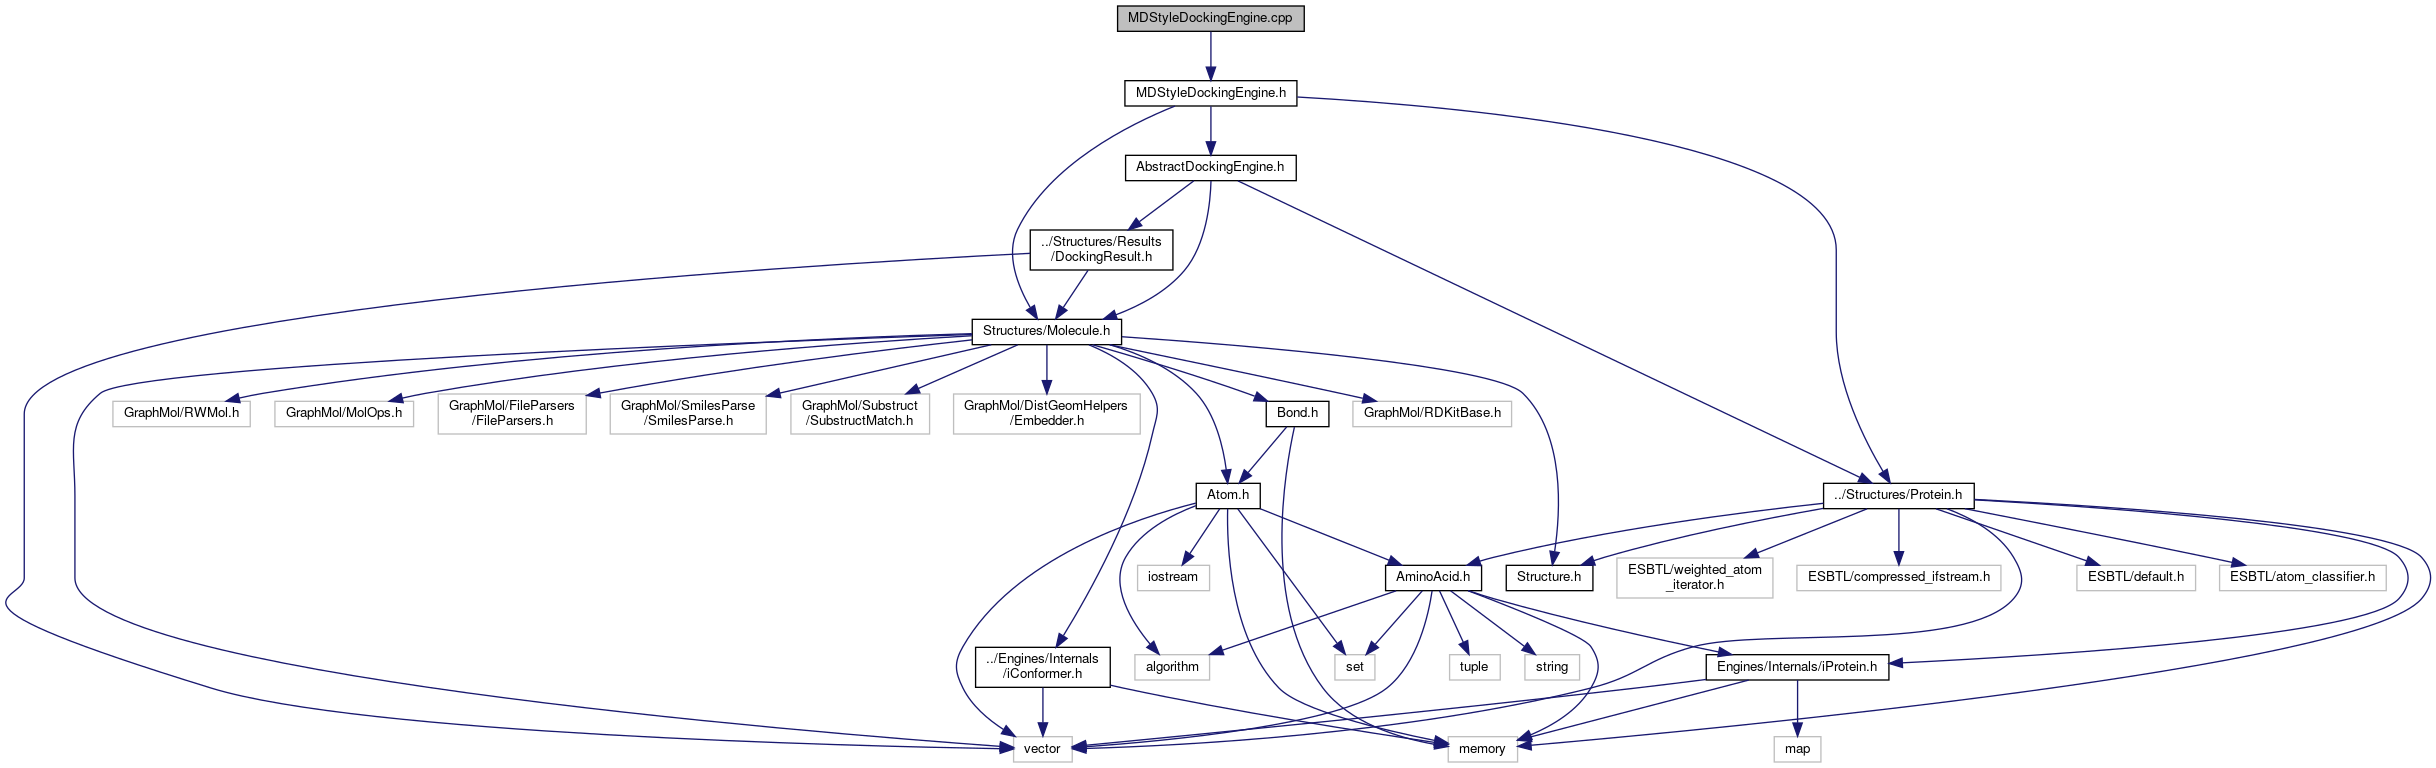 MDStyleDockingEngine.cpp
MDStyleDockingEngine.h
AbstractDockingEngine.h
../Structures/Results
/DockingResult.h
Structures/Molecule.h
GraphMol/RWMol.h
GraphMol/MolOps.h
GraphMol/FileParsers
/FileParsers.h
GraphMol/SmilesParse
/SmilesParse.h
GraphMol/Substruct
/SubstructMatch.h
GraphMol/DistGeomHelpers
/Embedder.h
Bond.h
GraphMol/RDKitBase.h
Atom.h
../Structures/Protein.h
iostream
AminoAcid.h
Structure.h
ESBTL/weighted_atom
_iterator.h
ESBTL/compressed_ifstream.h
ESBTL/default.h
ESBTL/atom_classifier.h
../Engines/Internals
/iConformer.h
algorithm
set
tuple
string
Engines/Internals/iProtein.h
vector
memory
map